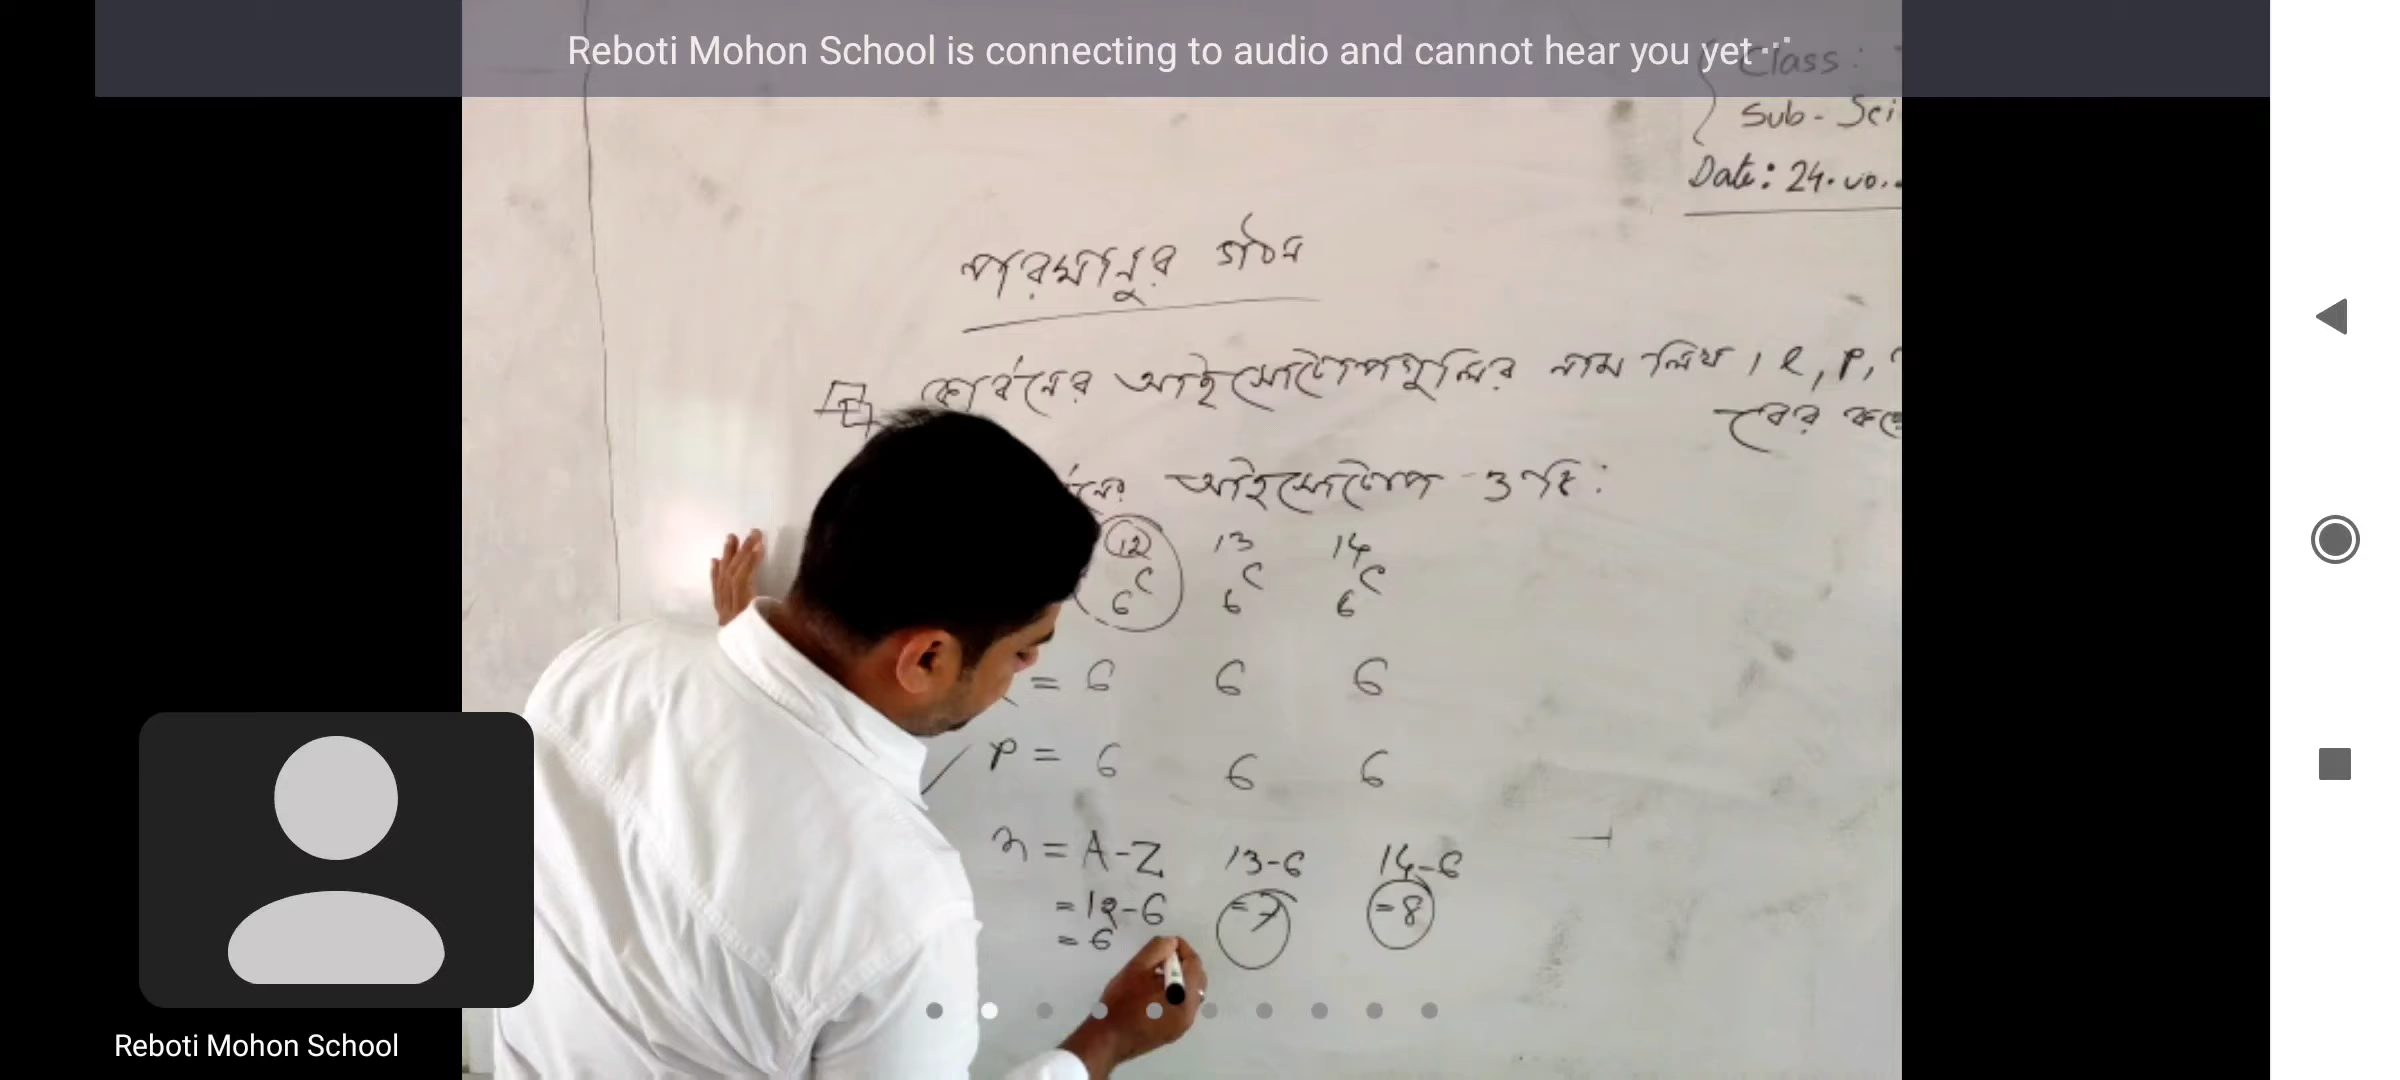 Reboti Mohon School is connecting to audio and cannot hear you yet
Class:
Sub - Sci
Date: 24.
পরমানুর গঠন
কার্বনের আইসোটোপগুলির নাম লিখ। e, p,
বের
আইসোটোপ ৩টি:
12 13 14
C C C
6 6 6
= 6 6 6
P = 6 6 6
n = A-Z 13-6 14-6
= 12-6 =7 =8
= 6
Reboti Mohon School